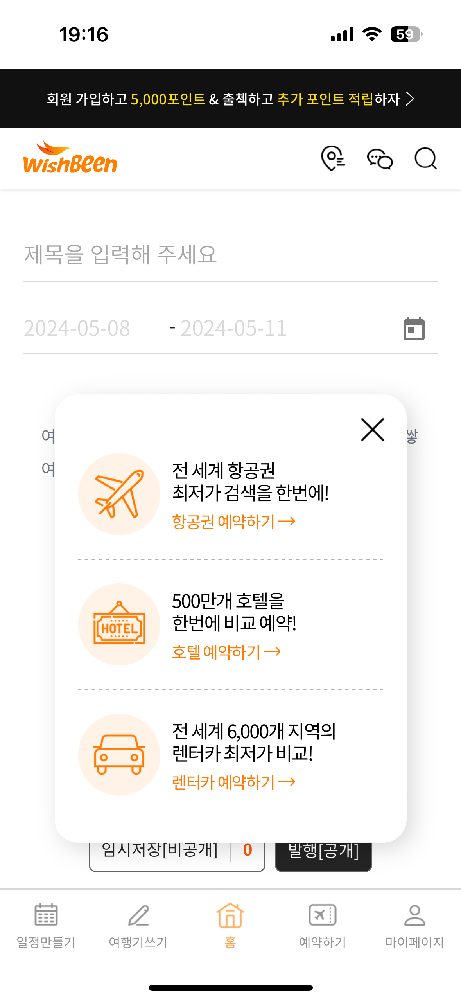 19:16
59
회원 가입하고 5,000포인트 & 출첵하고 추가 포인트 적립하자
WishBeen
제목을 입력해 주세요
2024-05-08 - 2024-05-11
여
여
전 세계 항공권
최저가 검색을 한번에!
항공권 예약하기 →
HOTEL
500만개 호텔을
한번에 비교 예약!
호텔 예약하기 →
전 세계 6,000개 지역의
렌터카 최저가 비교!
렌터카 예약하기 →
임시저장[비공개] 0 발행[공개]
일정만들기 여행기쓰기 홈 예약하기 마이페이지